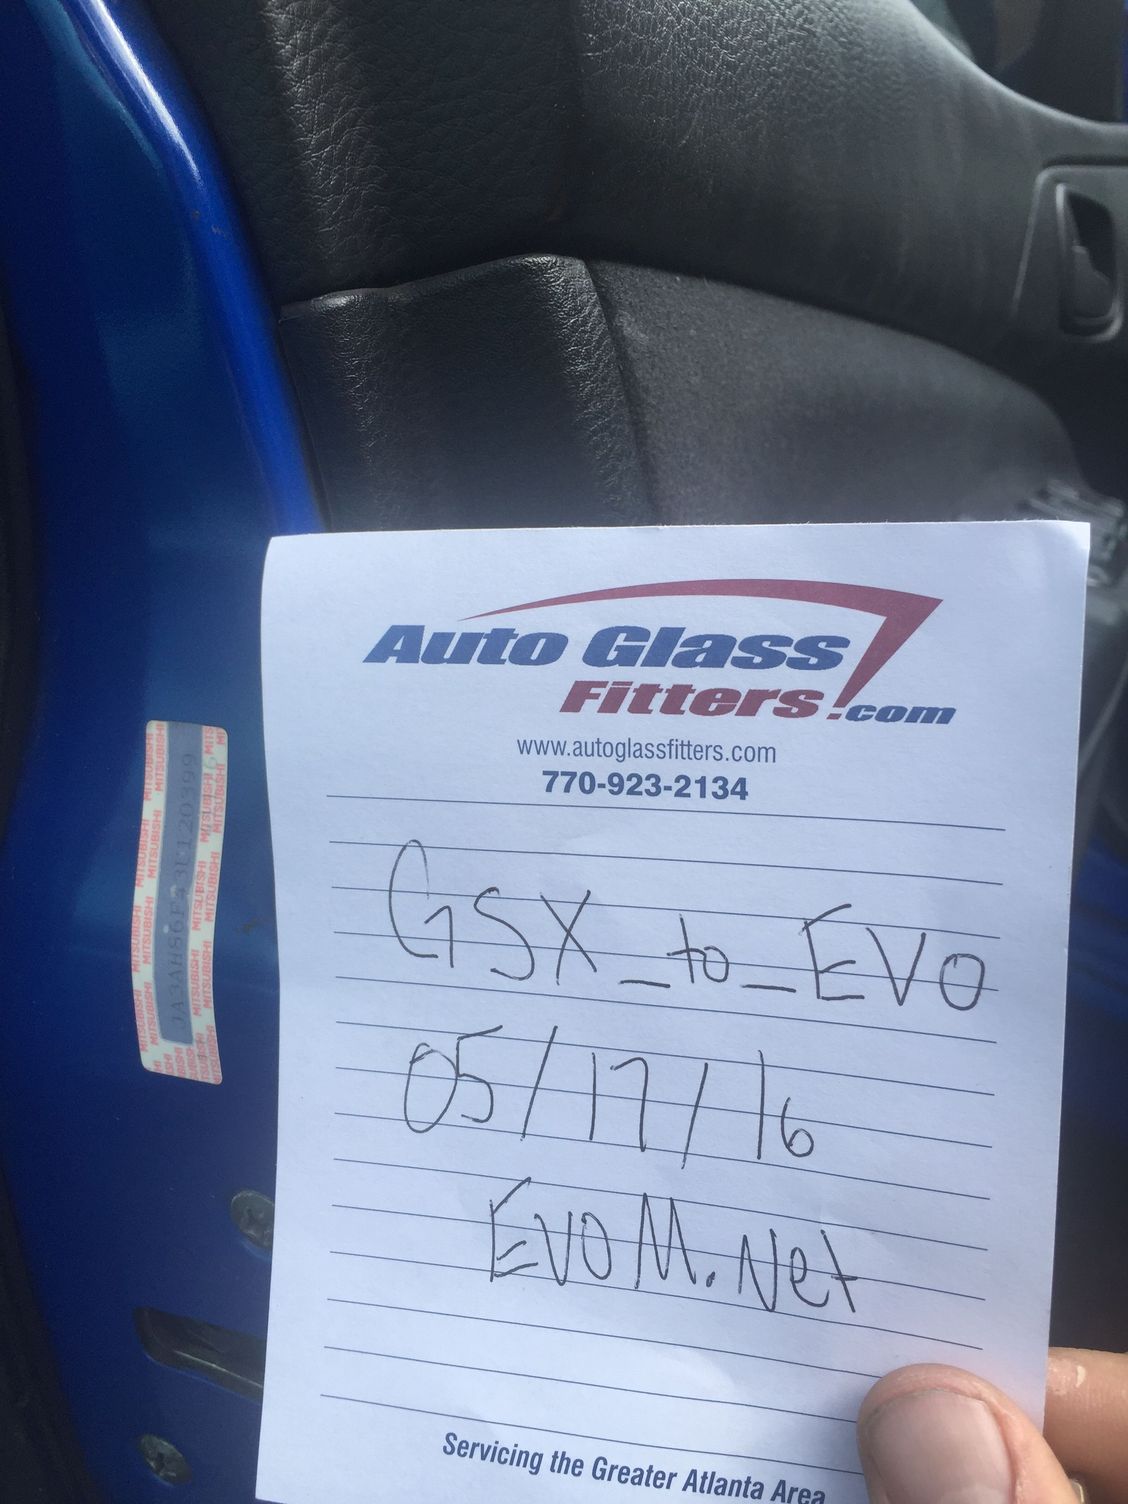 Auto Glass
Fitters.com
www.autoglassfitters.com
770-923-2134
GSX_to_EVO
05/17/16
EVOM.Net
Servicing the Greater Atlanta Area
MITSUBISHI